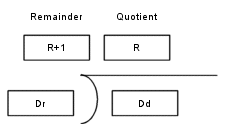 Remainder Quotient
R+1 R
Dr Dd